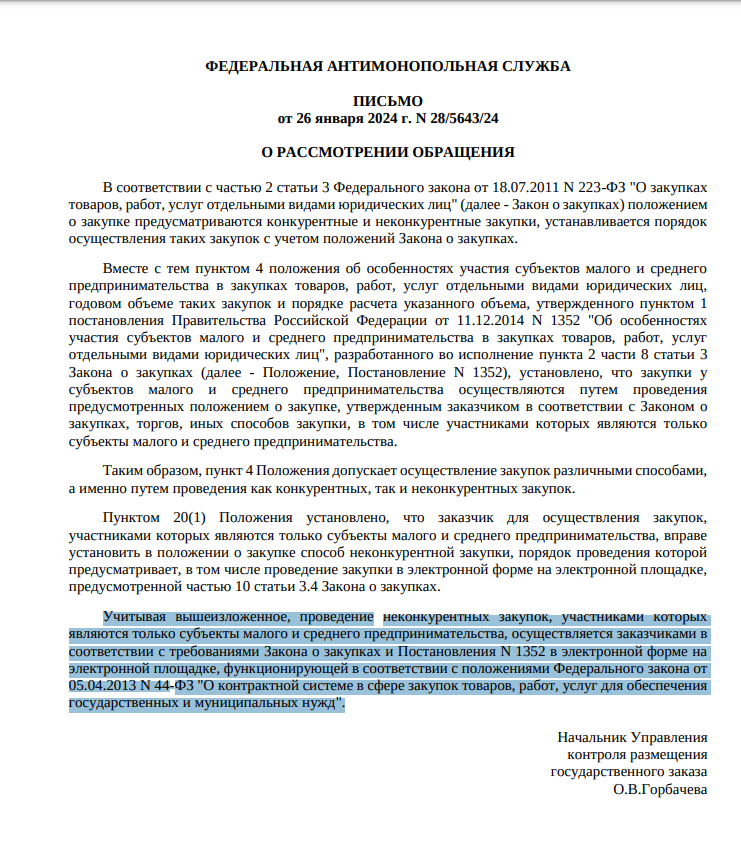 ФЕДЕРАЛЬНАЯ АНТИМОНОПОЛЬНАЯ СЛУЖБА
ПИСЬМО
от 26 января 2024 г. N 28/5643/24
О РАССМОТРЕНИИ ОБРАЩЕНИЯ
В соответствии с частью 2 статьи 3 Федерального закона от 18.07.2011 N 223-ФЗ "О закупках
товаров, работ, услуг отдельными видами юридических лиц" (далее - Закон о закупках) положением
о закупке предусматриваются конкурентные и неконкурентные закупки, устанавливается порядок
осуществления таких закупок с учетом положений Закона о закупках.
Вместе с тем пунктом 4 положения об особенностях участия субъектов малого и среднего
предпринимательства в закупках товаров, работ, услуг отдельными видами юридических лиц,
годовом объеме таких закупок и порядке расчета указанного объема, утвержденного пунктом 1
постановления Правительства Российской Федерации от 11.12.2014 N 1352 "Об особенностях
участия субъектов малого и среднего предпринимательства в закупках товаров, работ, услуг
отдельными видами юридических лиц", разработанного во исполнение пункта 2 части 8 статьи 3
Закона о закупках (далее - Положение, Постановление N 1352), установлено, что закупки у
субъектов малого и среднего предпринимательства осуществляются путем проведения
предусмотренных положением о закупке, утвержденным заказчиком в соответствии с Законом о
закупках, торгов, иных способов закупки, в том числе участниками которых являются только
субъекты малого и среднего предпринимательства.
Таким образом, пункт 4 Положения допускает осуществление закупок различными способами,
а именно путем проведения как конкурентных, так и неконкурентных закупок.
Пунктом 20(1) Положения установлено, что заказчик для осуществления закупок,
участниками которых являются только субъекты малого и среднего предпринимательства, вправе
установить в положении о закупке способ неконкурентной закупки, порядок проведения которой
предусматривает, в том числе проведение закупки в электронной форме на электронной площадке,
предусмотренной частью 10 статьи 3.4 Закона о закупках.
Учитывая вышеизложенное, проведение неконкурентных закупок, участниками которых
являются только субъекты малого и среднего предпринимательства, осуществляется заказчиками в
соответствии с требованиями Закона о закупках и Постановления N 1352 в электронной форме на
электронной площадке, функционирующей в соответствии с положениями Федерального закона от
05.04.2013 N 44-ФЗ "О контрактной системе в сфере закупок товаров, работ, услуг для обеспечения
государственных и муниципальных нужд".
Начальник Управления
контроля размещения
государственного заказа
О.В.Горбачева